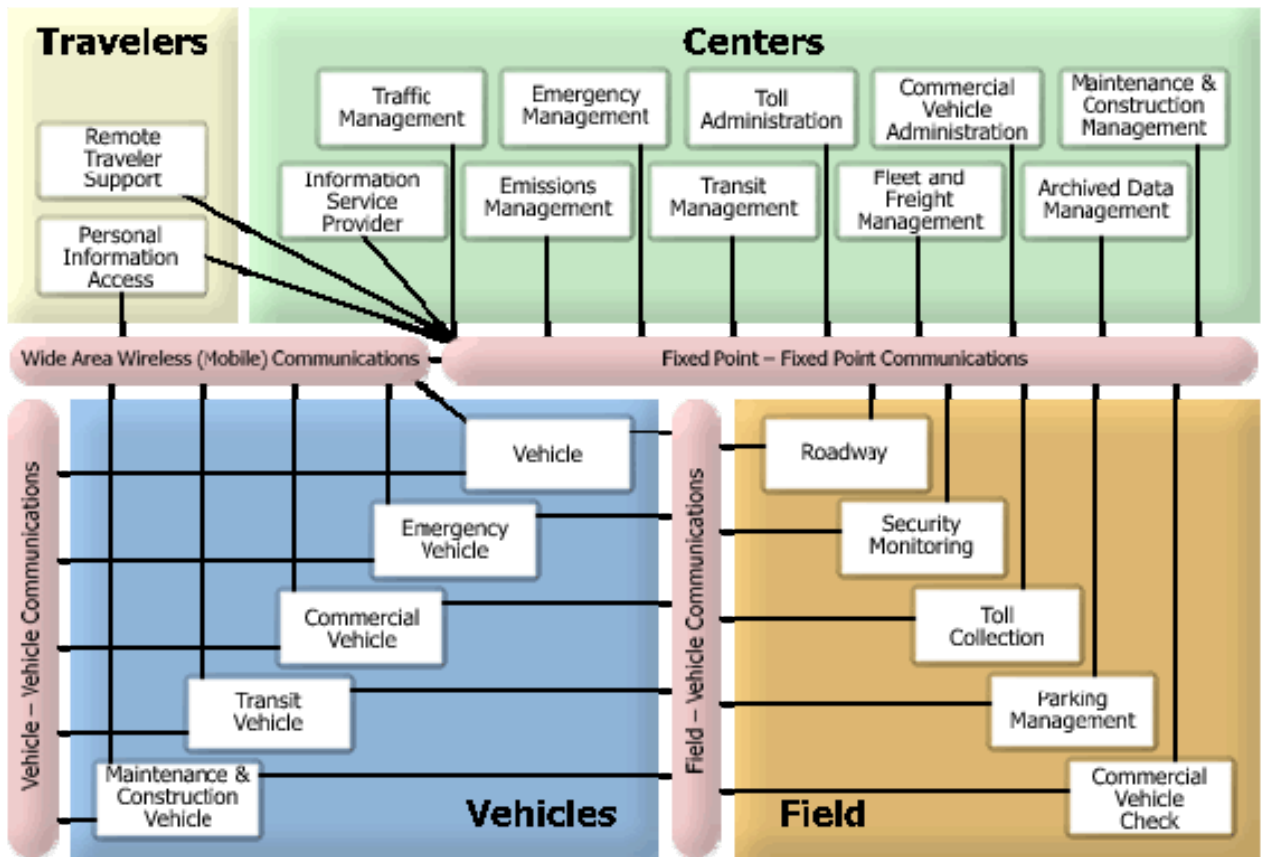 Travelers
Centers
Traffic
Management
Emergency
Management
Toll
Administration
Commercial
Vehicle
Administration
Maintenance &
Construction
Management
Remote
Traveler
Support
Information
Service
Provider
Emissions
Management
Transit
Management
Fleet and
Freight
Management
Archived Data
Management
Personal
Information
Access
Wide Area Wireless (Mobile) Communications
Fixed Point – Fixed Point Communications
Vehicle – Vehicle Communications
Vehicle
Emergency
Vehicle
Commercial
Vehicle
Transit
Vehicle
Maintenance &
Construction
Vehicle
Vehicles
Field – Vehicle Communications
Roadway
Security
Monitoring
Toll
Collection
Parking
Management
Commercial
Vehicle
Check
Field